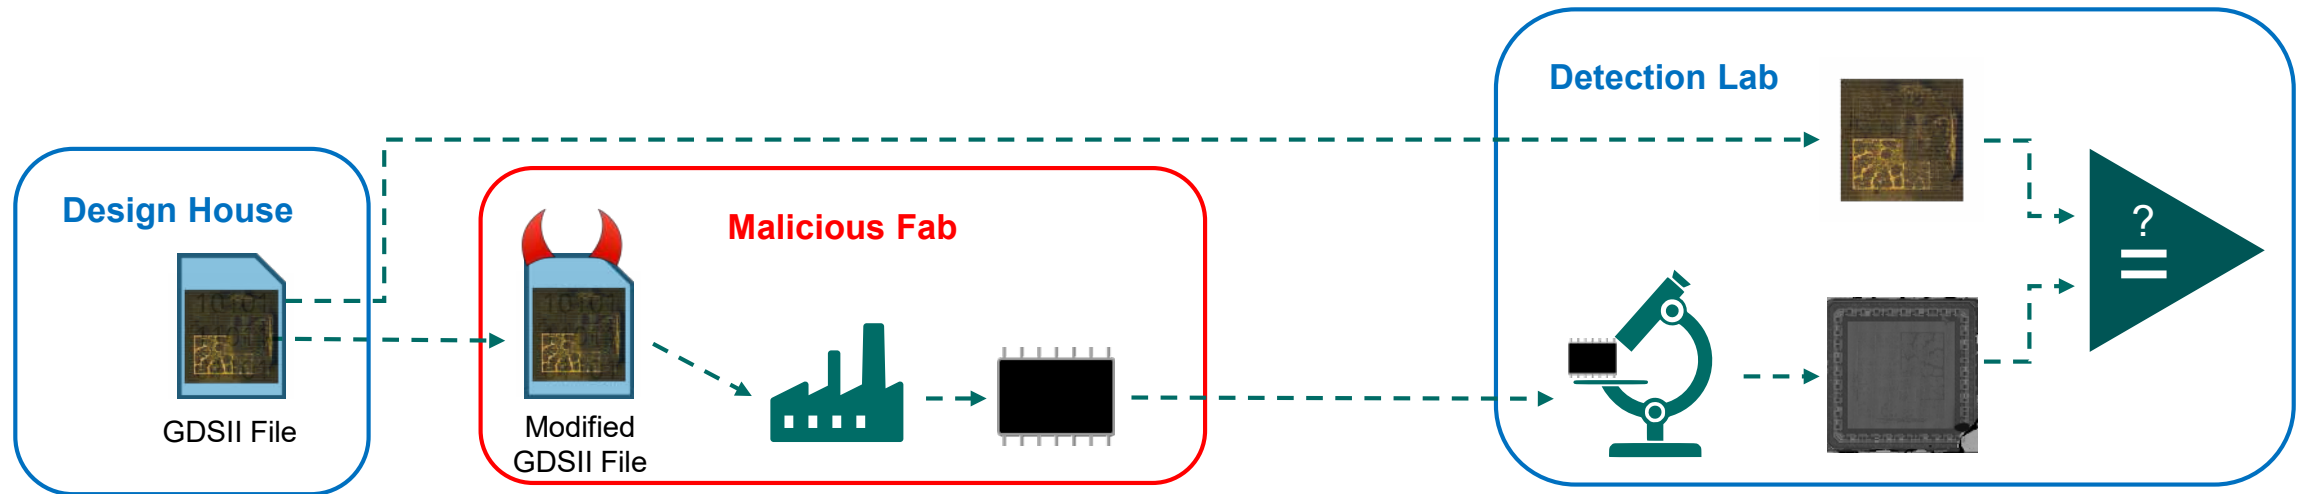 Design House
GDSII File
Malicious Fab
Modified
GDSII File
Detection Lab
?
=